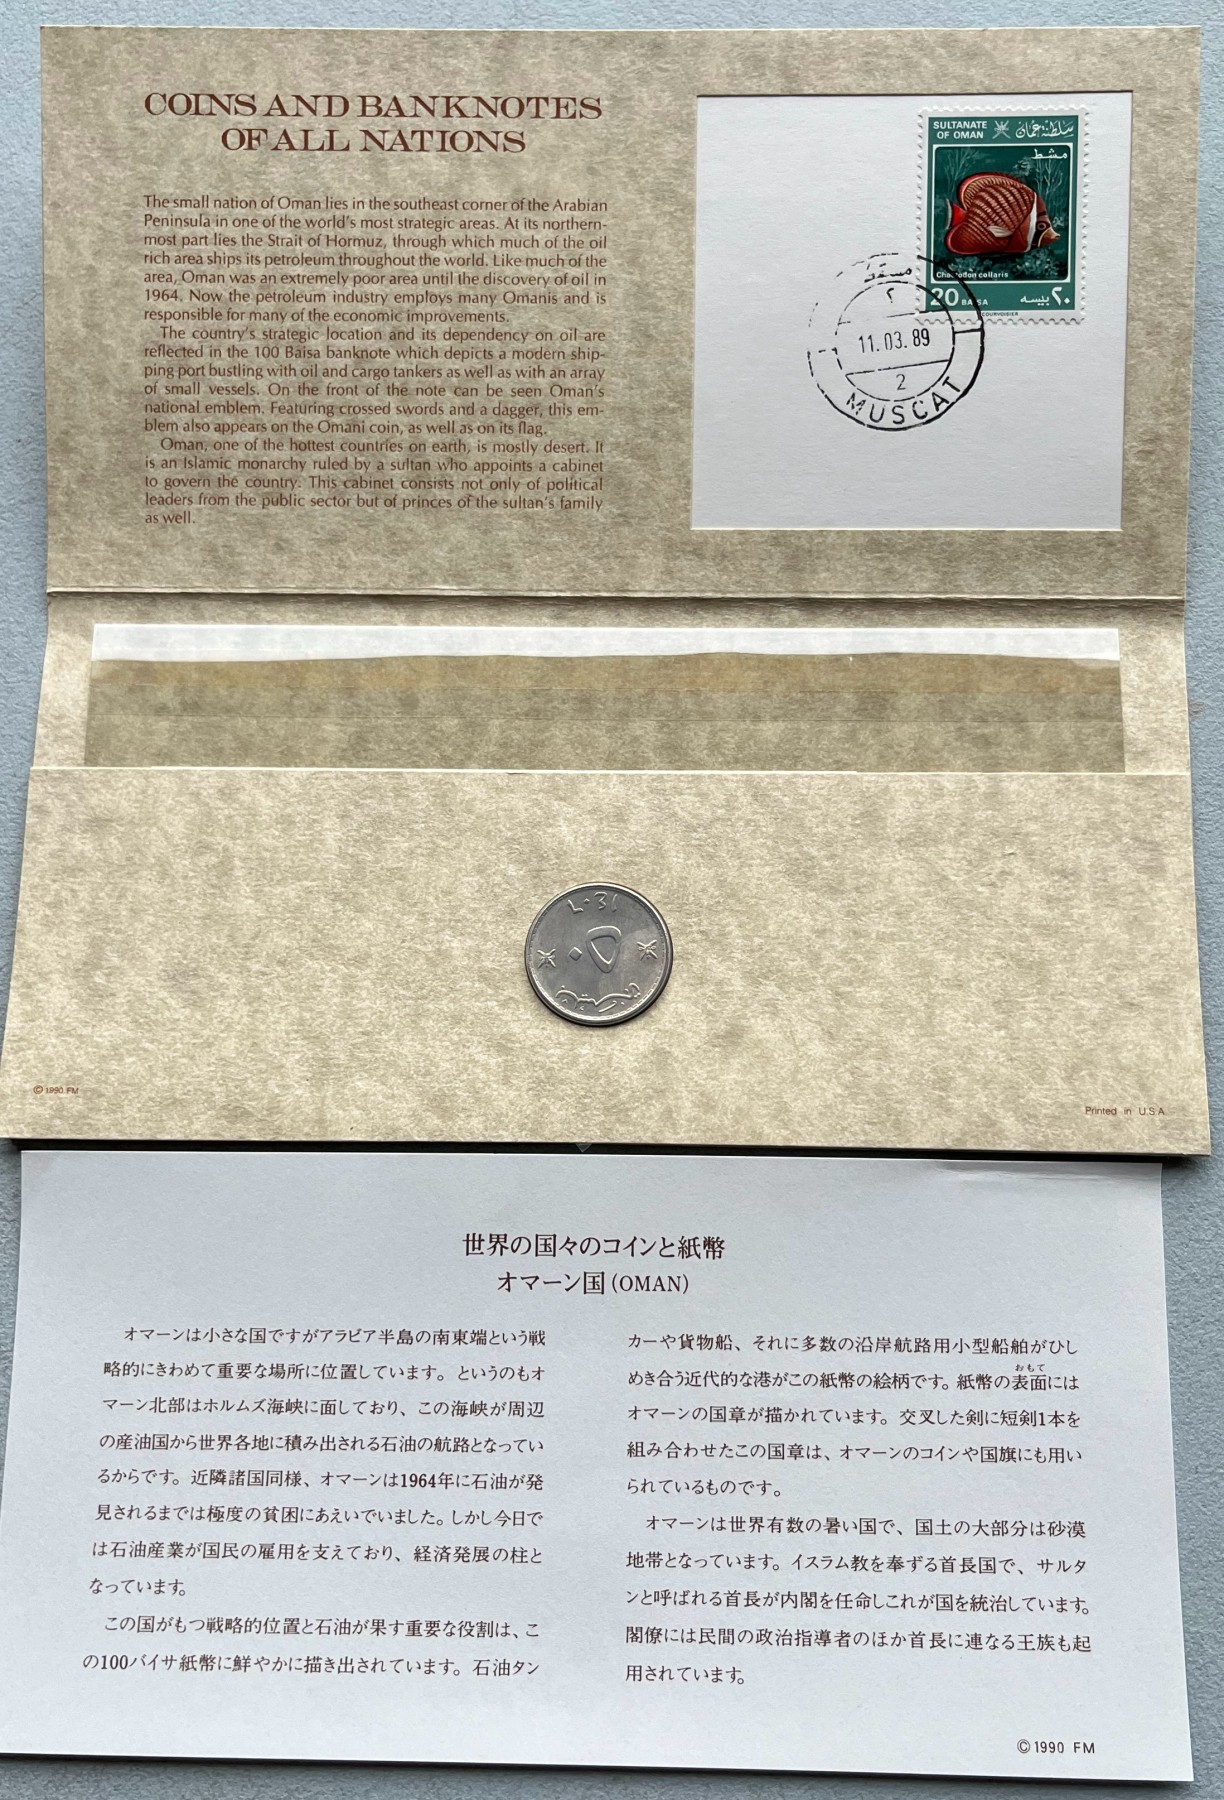 COINS AND BANKNOTES
OF ALL NATIONS
The small nation of Oman lies in the southeast corner of the Arabian
Peninsula in one of the world's most strategic areas. At its northern-
most part lies the Strait of Hormuz, through which much of the oil
rich area ships its petroleum throughout the world. Like much of the
area, Oman was an extremely poor area until the discovery of oil in
1964. Now the petroleum industry employs many Omanis and is
responsible for many of the economic improvements.
The country's strategic location and its dependency on oil are
reflected in the 100 Baisa banknote which depicts a modern ship-
ping port bustling with oil and cargo tankers as well as with an array
of small vessels. On the front of the note can be seen Oman's
national emblem. Featuring crossed swords and a dagger, this em-
blem also appears on the Omani coin, as well as on its flag.
Oman, one of the hottest countries on earth, is mostly desert. It
is an Islamic monarchy ruled by a sultan who appoints a cabinet
to govern the country. This cabinet consists not only of political
leaders from the public sector but of princes of the sultan's family
as well.
SULTANATE
OF OMAN
سلطنة عمان
مشط
Chaetodon collaris
20 BAISA
٢٠ بيسه
COURVOISIER
مسقط
٢
11.03.89
2
MUSCAT
٥٠
© 1990 FM
Printed in U.S.A.
世界の国々のコインと紙幣
オマーン国(OMAN)
オマーンは小さな国ですがアラビア半島の南東端という戦
略的にきわめて重要な場所に位置しています。というのもオ
マーン北部はホルムズ海峡に面しており、この海峡が周辺
の産油国から世界各地に積み出される石油の航路となってい
るからです。近隣諸国同様、オマーンは1964年に石油が発
見されるまでは極度の貧困にあえいでいました。しかし今日で
は石油産業が国民の雇用を支えており、経済発展の柱と
なっています。
この国がもつ戦略的位置と石油が果す重要な役割は、こ
の100バイサ紙幣に鮮やかに描き出されています。石油タン
カーや貨物船、それに多数の沿岸航路用小型船舶がひし
めき合う近代的な港がこの紙幣の絵柄です。紙幣の表面には
おもて
オマーンの国章が描かれています。交叉した剣に短剣1本を
組み合わせたこの国章は、オマーンのコインや国旗にも用い
られているものです。
オマーンは世界有数の暑い国で、国土の大部分は砂漠
地帯となっています。イスラム教を奉ずる首長国で、サルタ
ンと呼ばれる首長が内閣を任命しこれが国を統治しています。
閣僚には民間の政治指導者のほか首長に連なる王族も起
用されています。
© 1990 FM